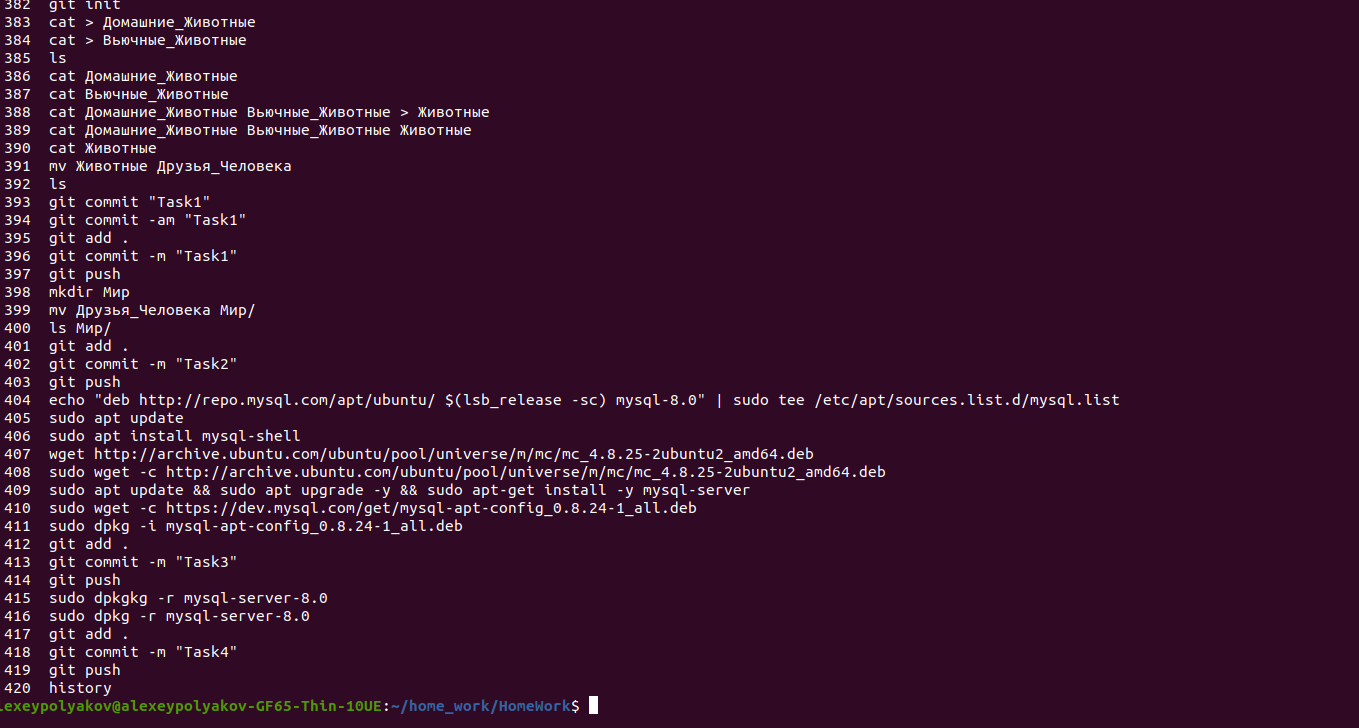 382  git init
383  cat > Домашние_Животные
384  cat > Вьючные_Животные
385  ls
386  cat Домашние_Животные
387  cat Вьючные_Животные
388  cat Домашние_Животные Вьючные_Животные > Животные
389  cat Домашние_Животные Вьючные_Животные Животные
390  cat Животные
391  mv Животные Друзья_Человека
392  ls
393  git commit "Task1"
394  git commit -am "Task1"
395  git add .
396  git commit -m "Task1"
397  git push
398  mkdir Мир
399  mv Друзья_Человека Мир/
400  ls Мир/
401  git add .
402  git commit -m "Task2"
403  git push
404  echo "deb http://repo.mysql.com/apt/ubuntu/ $(lsb_release -sc) mysql-8.0" | sudo tee /etc/apt/sources.list.d/mysql.list
405  sudo apt update
406  sudo apt install mysql-shell
407  wget http://archive.ubuntu.com/ubuntu/pool/universe/m/mc/mc_4.8.25-2ubuntu2_amd64.deb
408  sudo wget -c http://archive.ubuntu.com/ubuntu/pool/universe/m/mc/mc_4.8.25-2ubuntu2_amd64.deb
409  sudo apt update && sudo apt upgrade -y && sudo apt-get install -y mysql-server
410  sudo wget -c https://dev.mysql.com/get/mysql-apt-config_0.8.24-1_all.deb
411  sudo dpkg -i mysql-apt-config_0.8.24-1_all.deb
412  git add .
413  git commit -m "Task3"
414  git push
415  sudo dpkgkg -r mysql-server-8.0
416  sudo dpkg -r mysql-server-8.0
417  git add .
418  git commit -m "Task4"
419  git push
420  history
lexeypolyakov@alexeypolyakov-GF65-Thin-10UE:~/home_work/HomeWork$